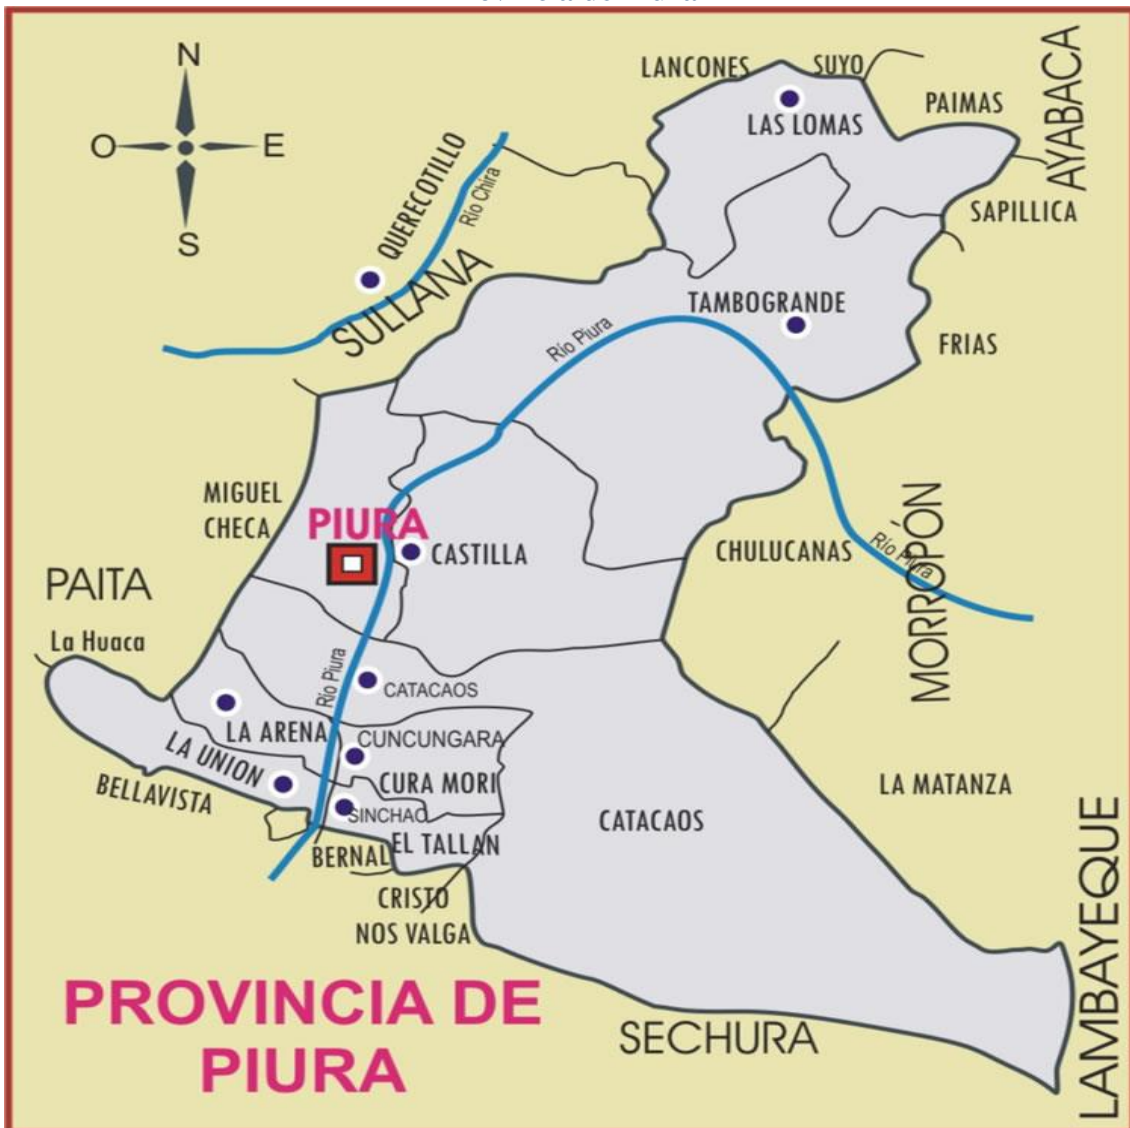 N
O
E
S
LANCONES
SUYO
PAIMAS
AYABACA
LAS LOMAS
SAPILLICA
QUERECOTILLO
Río Chira
SULLANA
TAMBOGRANDE
Río Piura
FRIAS
MIGUEL
CHECA
PIURA
CASTILLA
CHULUCANAS
Río Piura
MORROPÓN
PAITA
La Huaca
Río Piura
CATACAOS
LA ARENA
CUNCUNGARA
LA UNION
CURA MORI
BELLAVISTA
SINCHAO
EL TALLAN
CATACAOS
LA MATANZA
BERNAL
CRISTO
NOS VALGA
LAMBAYEQUE
PROVINCIA DE
PIURA
SECHURA